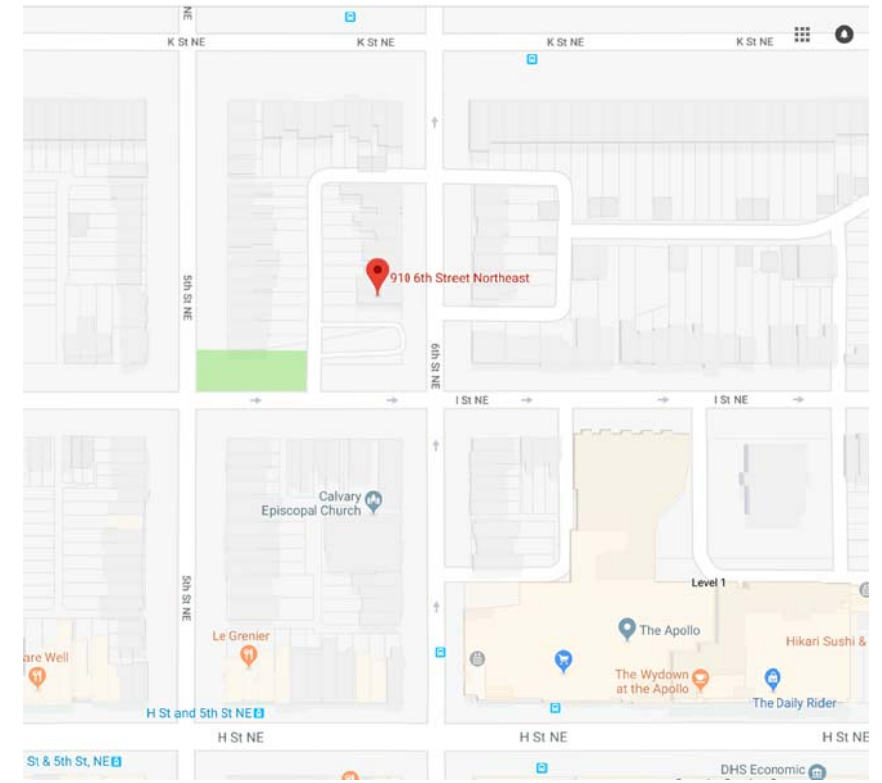 NE
K St NE
K St NE
K St NE
K St NE
910 6th Street Northeast
5th St NE
6th St NE
I St NE
I St NE
Calvary
Episcopal Church
5th St NE
Level 1
Le Grenier
The Apollo
Hikari Sushi &
are Well
The Wydown
at the Apollo
The Daily Rider
H St and 5th St NE
H St NE
H St NE
H St NE
St & 5th St, NE
DHS Economic